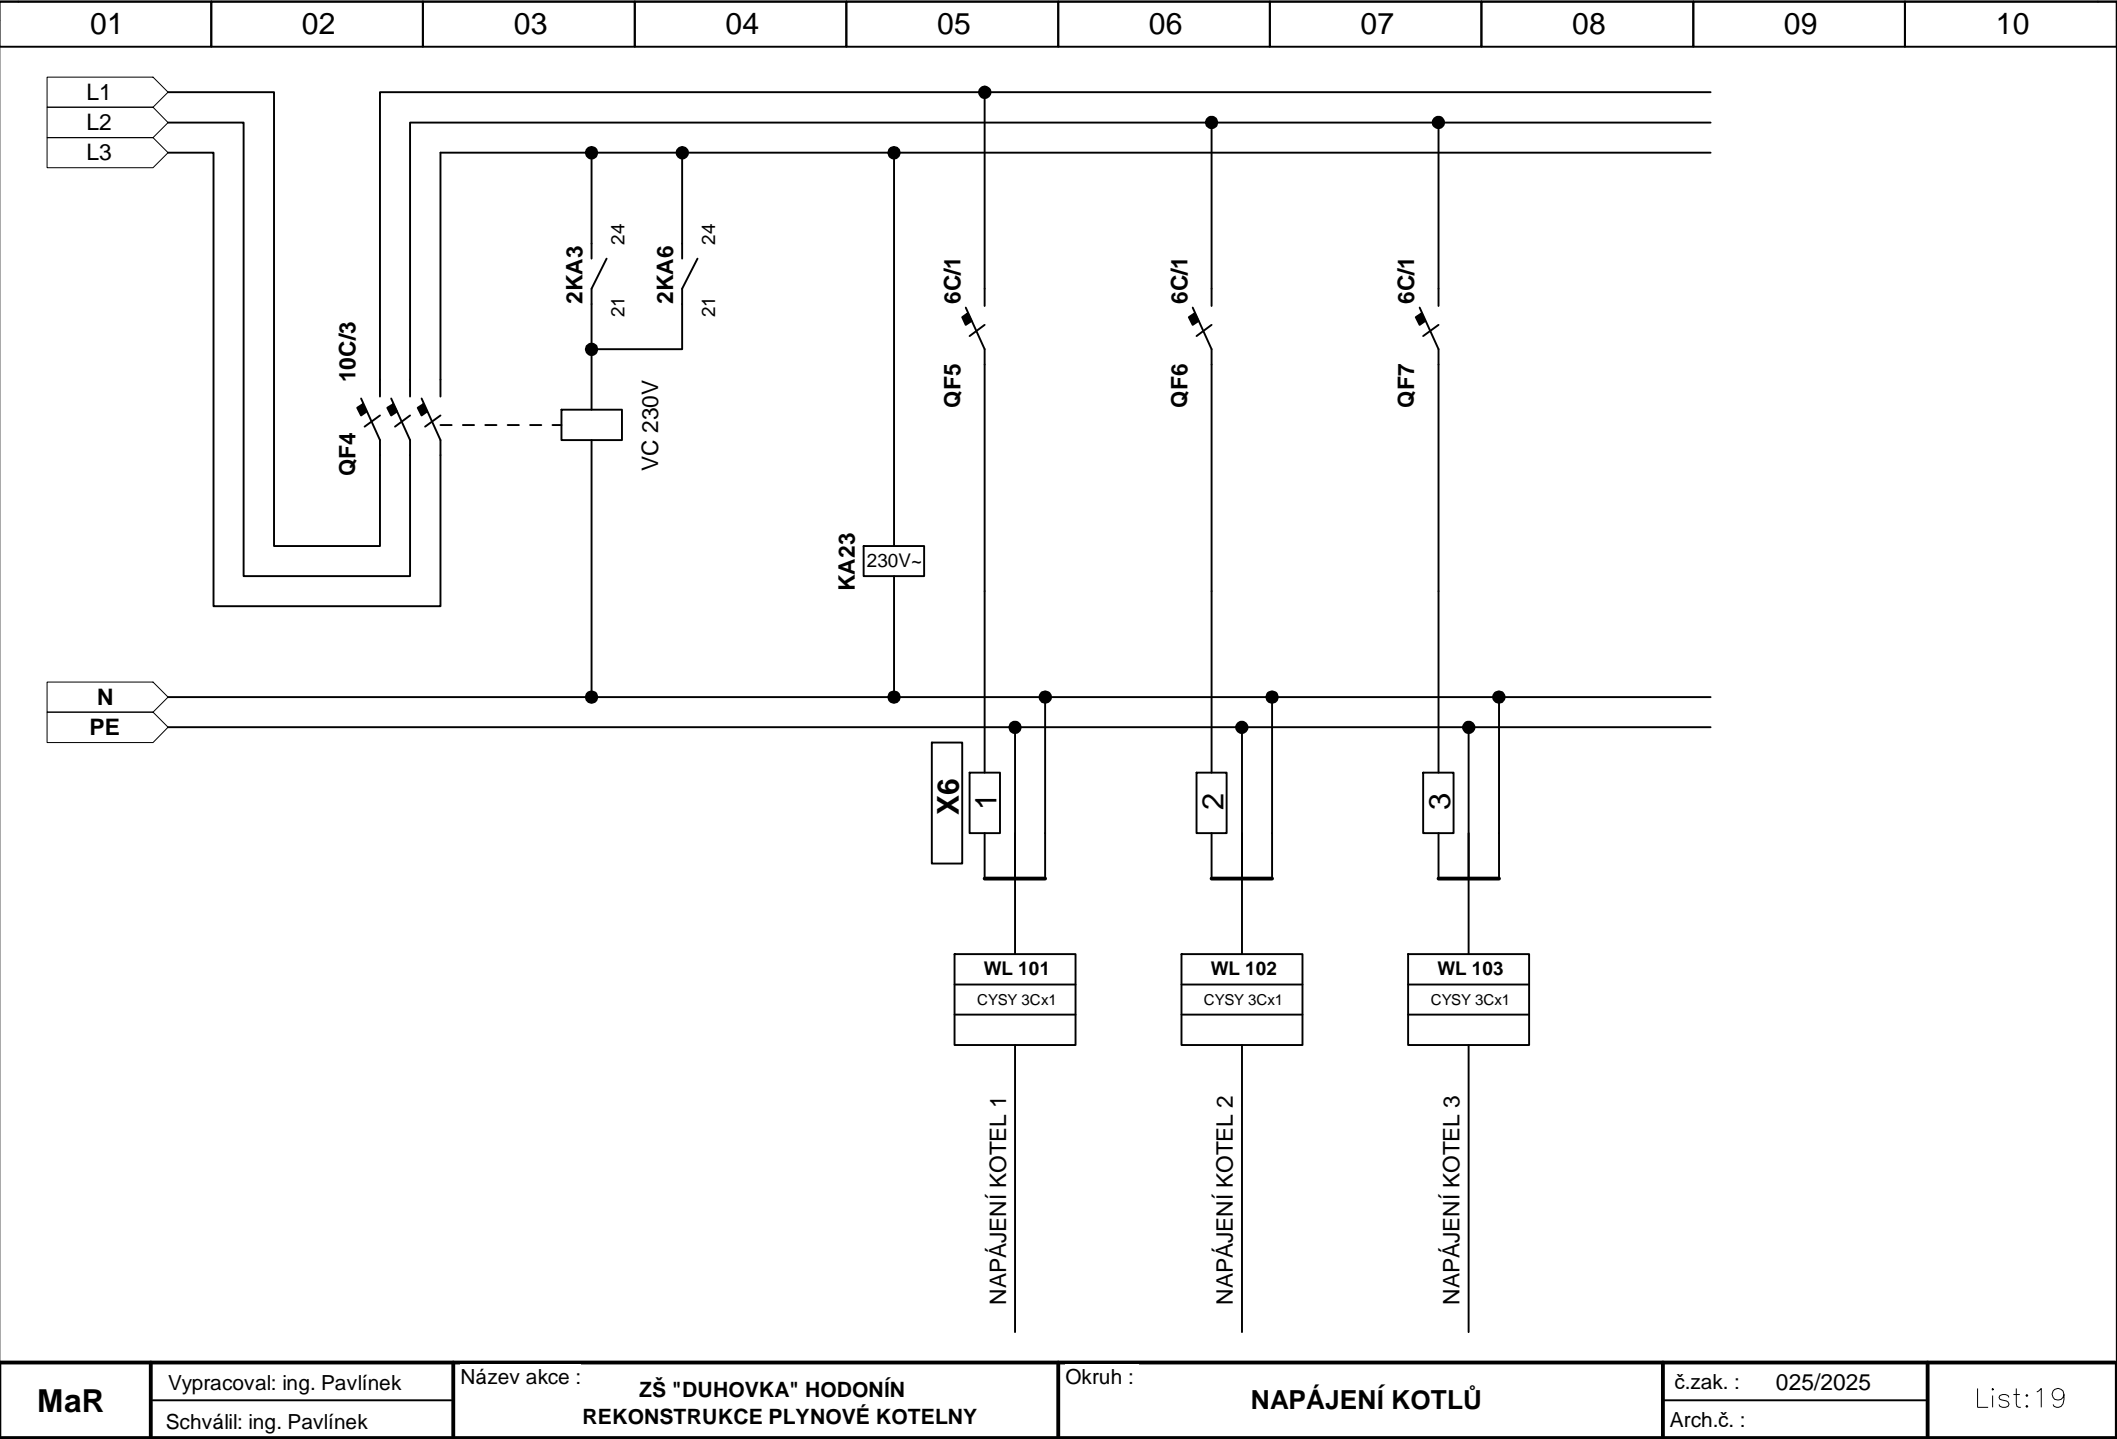 01 02 03 04 05 06 07 08 09 10
L1
L2
L3
2KA3
24
21
2KA6
24
21
10C/3
QF4
VC 230V
KA23
230V~
6C/1
QF5
6C/1
QF6
6C/1
QF7
N
PE
X6
1
2
3
WL 101
CYSY 3Cx1
WL 102
CYSY 3Cx1
WL 103
CYSY 3Cx1
NAPÁJENÍ KOTEL 1
NAPÁJENÍ KOTEL 2
NAPÁJENÍ KOTEL 3
MaR
Vypracoval: ing. Pavlínek
Schválil: ing. Pavlínek
Název akce :
ZŠ "DUHOVKA" HODONÍN
REKONSTRUKCE PLYNOVÉ KOTELNY
Okruh :
NAPÁJENÍ KOTLŮ
č.zak. : 025/2025
Arch.č. :
List:19